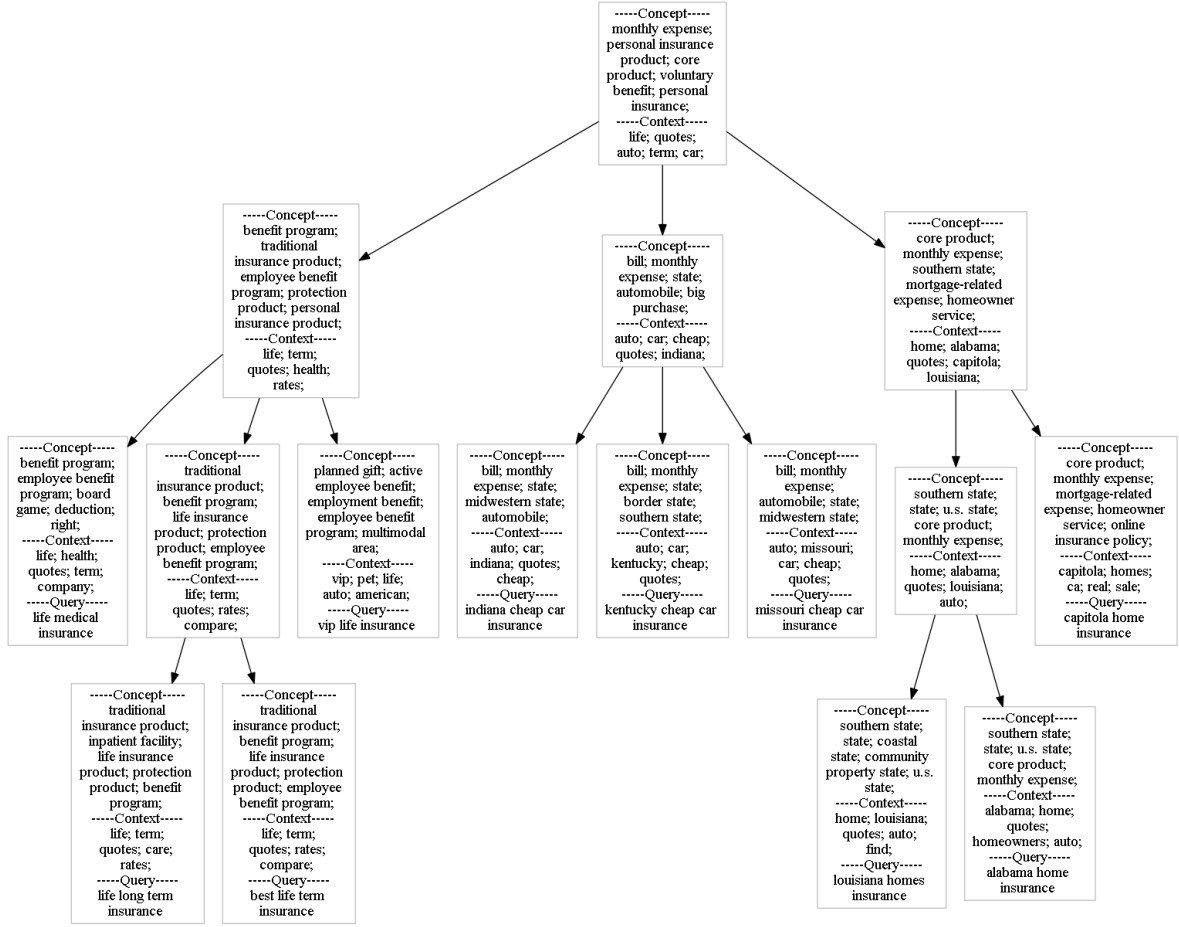 -----Concept-----
monthly expense;
personal insurance
product; core
product; voluntary
benefit; personal
insurance;
-----Context-----
life; quotes;
auto; term; car;
-----Concept-----
benefit program;
traditional
insurance product;
employee benefit
program; protection
product; personal
insurance product;
-----Context-----
life; term;
quotes; health;
rates;
-----Concept-----
bill; monthly
expense; state;
automobile; big
purchase;
-----Context-----
auto; car; cheap;
quotes; indiana;
-----Concept-----
core product;
monthly expense;
southern state;
mortgage-related
expense; homeowner
service;
-----Context-----
home; alabama;
quotes; capitola;
louisiana;
-----Concept-----
benefit program;
employee benefit
program; board
game; deduction;
right;
-----Context-----
life; health;
quotes; term;
company;
-----Query-----
life medical
insurance
-----Concept-----
traditional
insurance product;
benefit program;
life insurance
product; protection
product; employee
benefit program;
-----Context-----
life; term;
quotes; rates;
compare;
-----Concept-----
planned gift; active
employee benefit;
employment benefit;
employee benefit
program; multimodal
area;
-----Context-----
vip; pet; life;
auto; american;
-----Query-----
vip life insurance
-----Concept-----
bill; monthly
expense; state;
midwestern state;
automobile;
-----Context-----
auto; car;
indiana; quotes;
cheap;
-----Query-----
indiana cheap car
insurance
-----Concept-----
bill; monthly
expense; state;
border state;
southern state;
-----Context-----
auto; car;
kentucky; cheap;
quotes;
-----Query-----
kentucky cheap car
insurance
-----Concept-----
bill; monthly
expense;
automobile; state;
midwestern state;
-----Context-----
auto; missouri;
car; cheap;
quotes;
-----Query-----
missouri cheap car
insurance
-----Concept-----
southern state;
state; u.s. state;
core product;
monthly expense;
-----Context-----
home; alabama;
quotes; louisiana;
auto;
-----Concept-----
core product;
monthly expense;
mortgage-related
expense; homeowner
service; online
insurance policy;
-----Context-----
capitola; homes;
ca; real; sale;
-----Query-----
capitola home
insurance
-----Concept-----
traditional
insurance product;
inpatient facility;
life insurance
product; protection
product; benefit
program;
-----Context-----
life; term;
quotes; care;
rates;
-----Query-----
life long term
insurance
-----Concept-----
traditional
insurance product;
benefit program;
life insurance
product; protection
product; employee
benefit program;
-----Context-----
life; term;
quotes; rates;
compare;
-----Query-----
best life term
insurance
-----Concept-----
southern state;
state; coastal
state; community
property state; u.s.
state;
-----Context-----
home; louisiana;
quotes; auto;
find;
-----Query-----
louisiana homes
insurance
-----Concept-----
southern state;
state; u.s. state;
core product;
monthly expense;
-----Context-----
alabama; home;
quotes;
homeowners; auto;
-----Query-----
alabama home
insurance